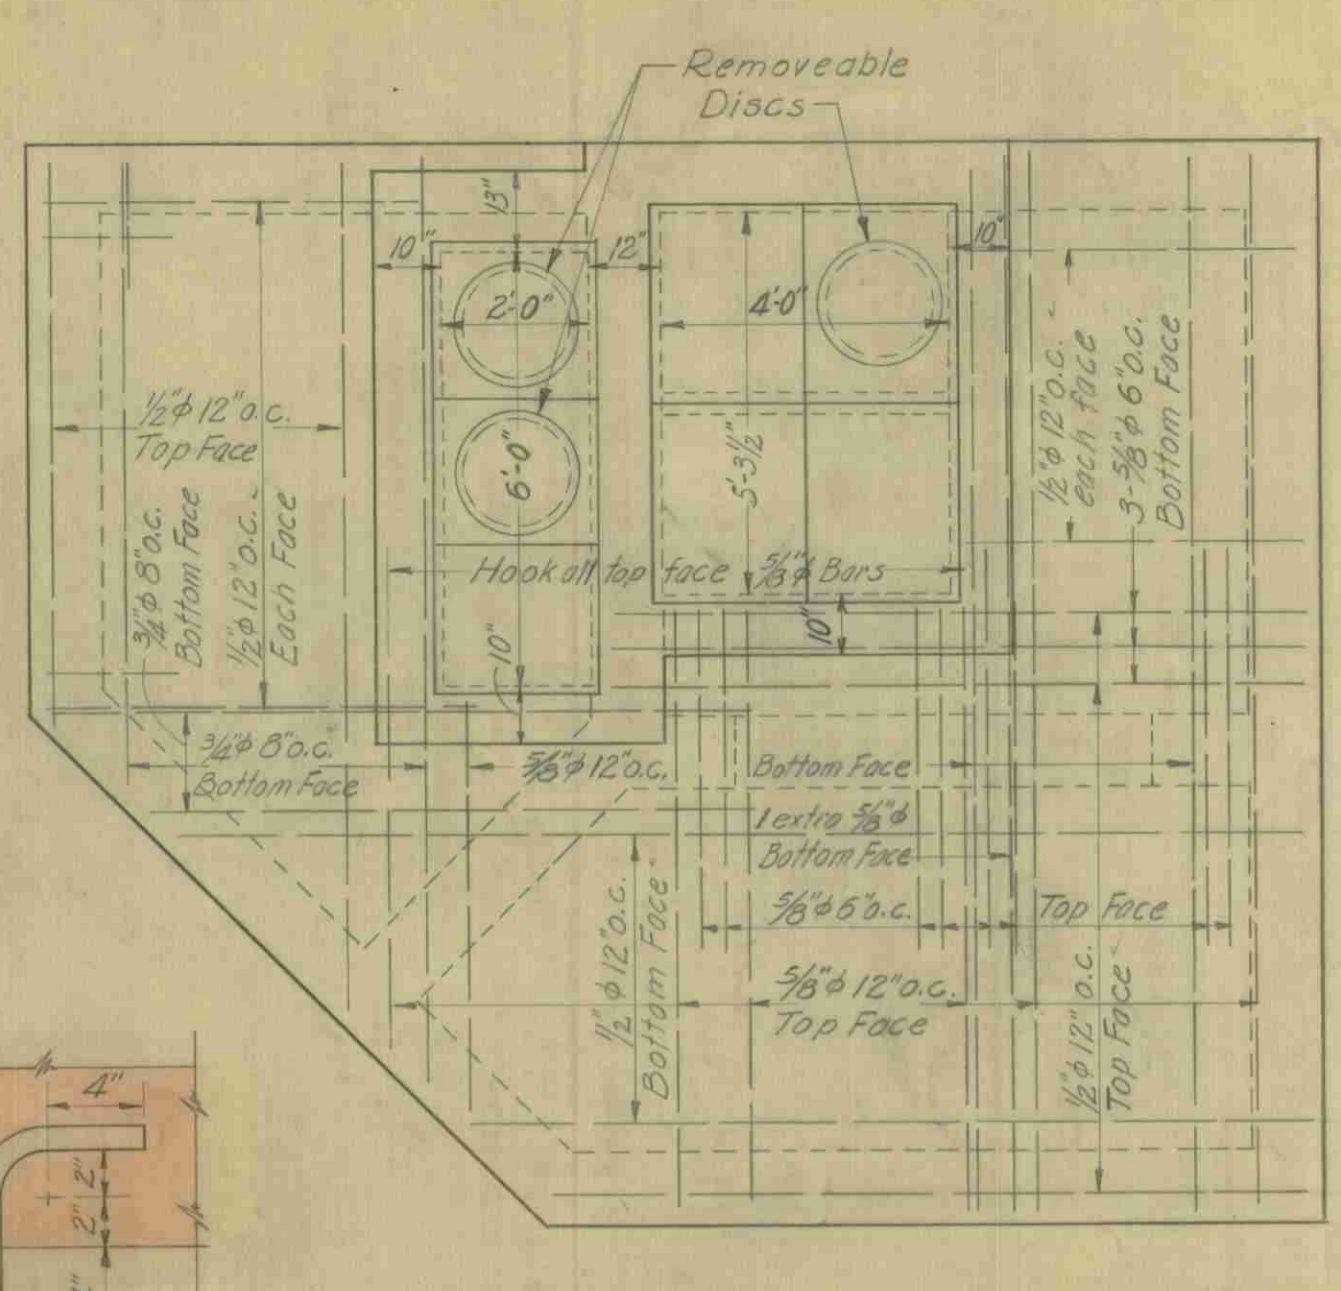 Removeable
Discs
13"
10"
12"
10"
2'-0"
4'-0"
6'-0"
5'-3½"
½"φ 12"o.c.
Top Face
¾"φ 8"o.c.
Bottom Face
½"φ 12"o.c.
Each Face
½"φ 12"o.c.
each face
3-⅝"φ 6"o.c.
Bottom Face
Hook all top face ⅝"φ Bars
10"
10"
¾"φ 8"o.c.
Bottom Face
⅝"φ 12"o.c.
Bottom Face
1 extra ⅝"φ
Bottom Face
⅝"φ 6"o.c.
Top Face
½"φ 12"o.c.
Bottom Face
⅝"φ 12"o.c.
Top Face
½"φ 12"o.c.
Top Face
4"
2"
2"